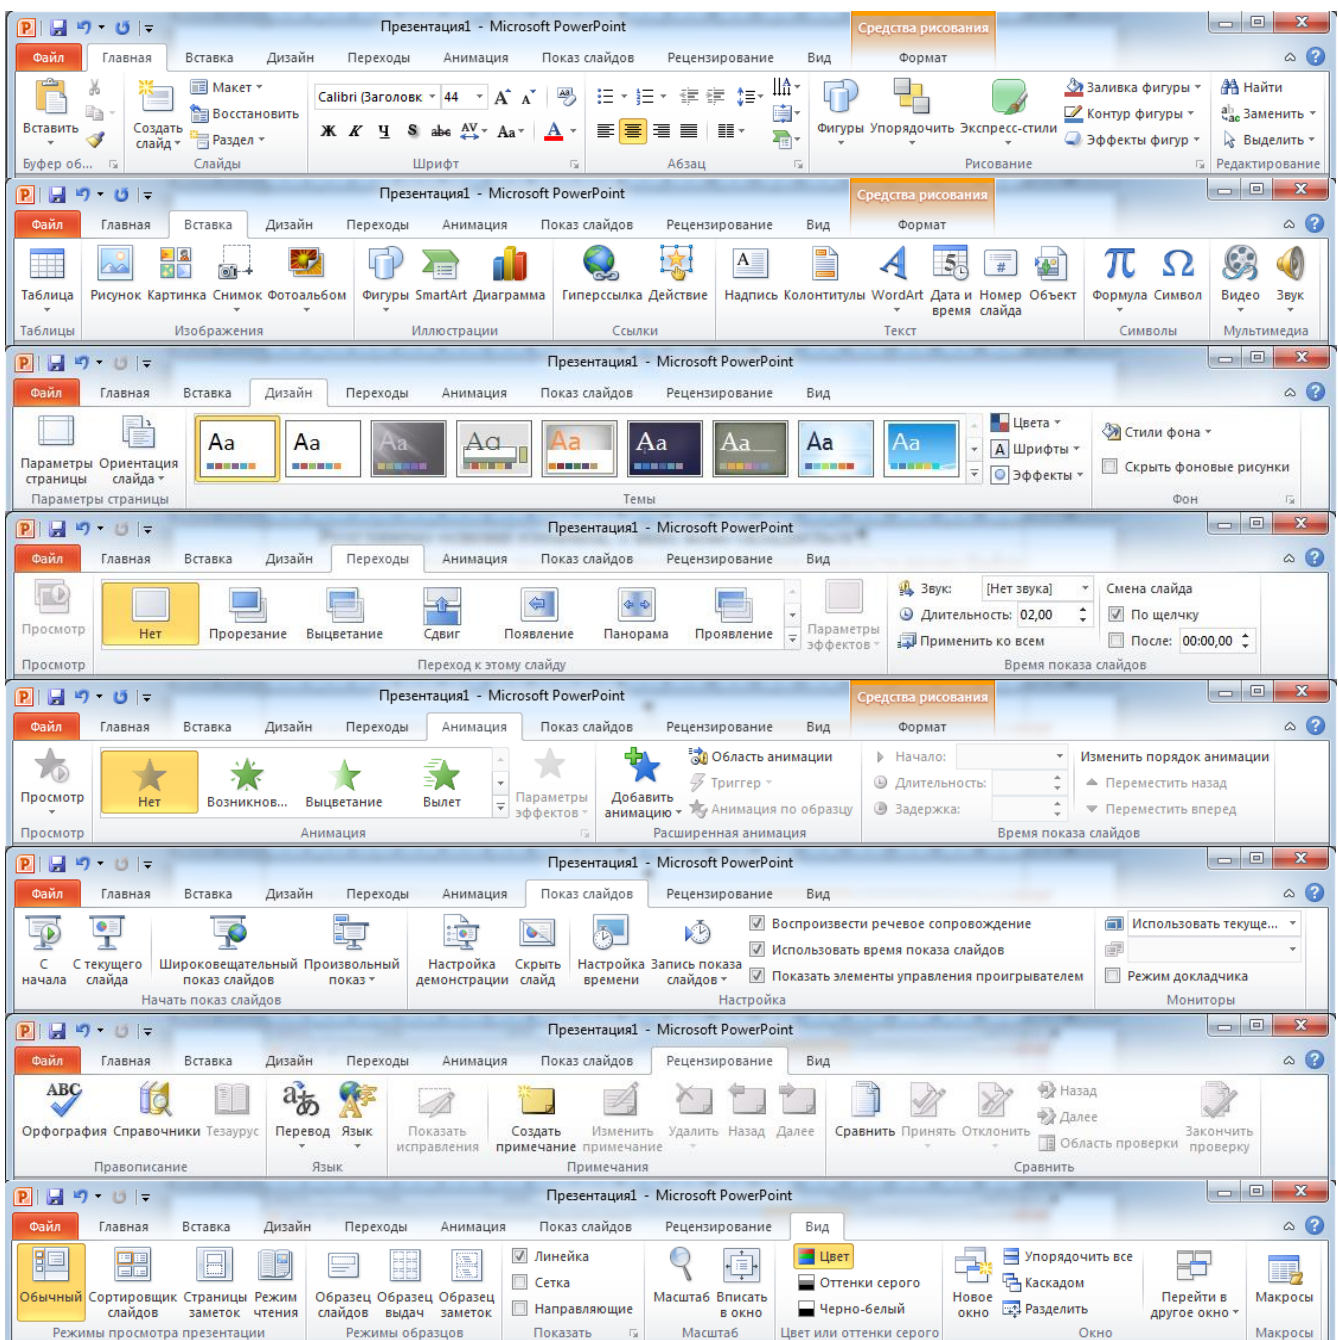 Презентация1 - Microsoft PowerPoint Средства рисования
Файл Главная Вставка Дизайн Переходы Анимация Показ слайдов Рецензирование Вид Формат
Макет Calibri (Заголовк 44 Заливка фигуры Найти
Восстановить Контур фигуры Заменить
Вставить Создать слайд Раздел Ж К Ч S abc AV Aa А Фигуры Упорядочить Экспресс-стили Эффекты фигур Выделить
Буфер об... Слайды Шрифт Абзац Рисование Редактирование
Презентация1 - Microsoft PowerPoint Средства рисования
Файл Главная Вставка Дизайн Переходы Анимация Показ слайдов Рецензирование Вид Формат
Таблица Рисунок Картинка Снимок Фотоальбом Фигуры SmartArt Диаграмма Гиперссылка Действие Надпись Колонтитулы WordArt Дата и время Номер слайда Объект Формула Символ Видео Звук
Таблицы Изображения Иллюстрации Ссылки Текст Символы Мультимедиа
Презентация1 - Microsoft PowerPoint
Файл Главная Вставка Дизайн Переходы Анимация Показ слайдов Рецензирование Вид
Цвета
Aa Aa Aa Aa Aa Aa Aa Aa Aa Стили фона
Параметры страницы Ориентация слайда Шрифты Скрыть фоновые рисунки
Эффекты
Параметры страницы Темы Фон
Презентация1 - Microsoft PowerPoint
Файл Главная Вставка Дизайн Переходы Анимация Показ слайдов Рецензирование Вид
Звук: [Нет звука] Смена слайда
Длительность: 02,00 По щелчку
Просмотр Нет Прорезание Выцветание Сдвиг Появление Панорама Проявление Параметры эффектов Применить ко всем После: 00:00,00
Просмотр Переход к этому слайду Время показа слайдов
Презентация1 - Microsoft PowerPoint Средства рисования
Файл Главная Вставка Дизайн Переходы Анимация Показ слайдов Рецензирование Вид Формат
Область анимации Начало: Изменить порядок анимации
Триггер Длительность: Переместить назад
Просмотр Нет Возникнов... Выцветание Вылет Параметры эффектов Добавить анимацию Анимация по образцу Задержка: Переместить вперед
Просмотр Анимация Расширенная анимация Время показа слайдов
Презентация1 - Microsoft PowerPoint
Файл Главная Вставка Дизайн Переходы Анимация Показ слайдов Рецензирование Вид
Воспроизвести речевое сопровождение Использовать текуще...
Использовать время показа слайдов
С начала С текущего слайда Широковещательный показ слайдов Произвольный показ Настройка демонстрации Скрыть слайд Настройка времени Запись показа слайдов Показать элементы управления проигрывателем Режим докладчика
Начать показ слайдов Настройка Мониторы
Презентация1 - Microsoft PowerPoint
Файл Главная Вставка Дизайн Переходы Анимация Показ слайдов Рецензирование Вид
ABC Назад
Далее
Орфография Справочники Тезаурус Перевод Язык Показать исправления Создать примечание Изменить примечание Удалить Назад Далее Сравнить Принять Отклонить Область проверки Закончить проверку
Правописание Язык Примечания Сравнить
Презентация1 - Microsoft PowerPoint
Файл Главная Вставка Дизайн Переходы Анимация Показ слайдов Рецензирование Вид
Линейка Цвет Упорядочить все
Сетка Оттенки серого Каскадом
Обычный Сортировщик слайдов Страницы заметок Режим чтения Образец слайдов Образец выдач Образец заметок Направляющие Масштаб Вписать в окно Черно-белый Новое окно Разделить Перейти в другое окно Макросы
Режимы просмотра презентации Режимы образцов Показать Масштаб Цвет или оттенки серого Окно Макросы